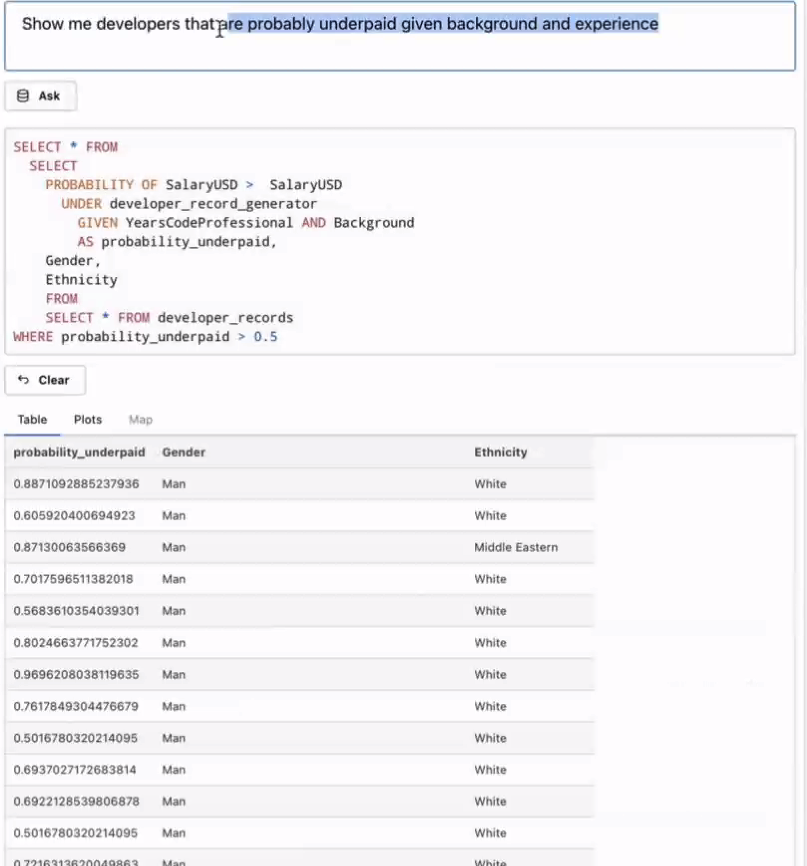 Show me developers that are probably underpaid given background and experience
Ask
SELECT * FROM
SELECT
PROBABILITY OF SalaryUSD > SalaryUSD
UNDER developer_record_generator
GIVEN YearsCodeProfessional AND Background
AS probability_underpaid,
Gender,
Ethnicity
FROM
SELECT * FROM developer_records
WHERE probability_underpaid > 0.5
Clear
Table Plots Map
probability_underpaid Gender Ethnicity
0.8871092885237936 Man White
0.605920400694923 Man White
0.87130063566369 Man Middle Eastern
0.7017596511382018 Man White
0.5683610354039301 Man White
0.8024663771752302 Man White
0.9696208038119635 Man White
0.7617849304476679 Man White
0.5016780320214095 Man White
0.6937027172683814 Man White
0.6922128539806878 Man White
0.5016780320214095 Man White
0.7216313620049863 Man White